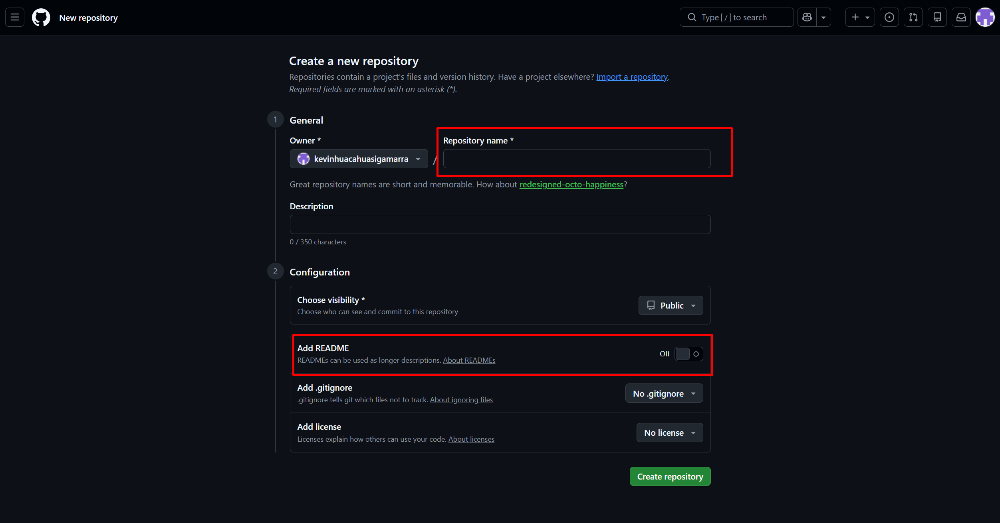 New repository
Type / to search
Create a new repository
Repositories contain a project's files and version history. Have a project elsewhere? Import a repository.
Required fields are marked with an asterisk (*).
1
General
Owner *
Repository name *
kevinhuacahuasigamarra
/
Great repository names are short and memorable. How about redesigned-octo-happiness?
Description
0 / 350 characters
2
Configuration
Choose visibility *
Choose who can see and commit to this repository
Public
Add README
READMEs can be used as longer descriptions. About READMEs
Off
Add .gitignore
.gitignore tells git which files not to track. About ignoring files
No .gitignore
Add license
Licenses explain how others can use your code. About licenses
No license
Create repository